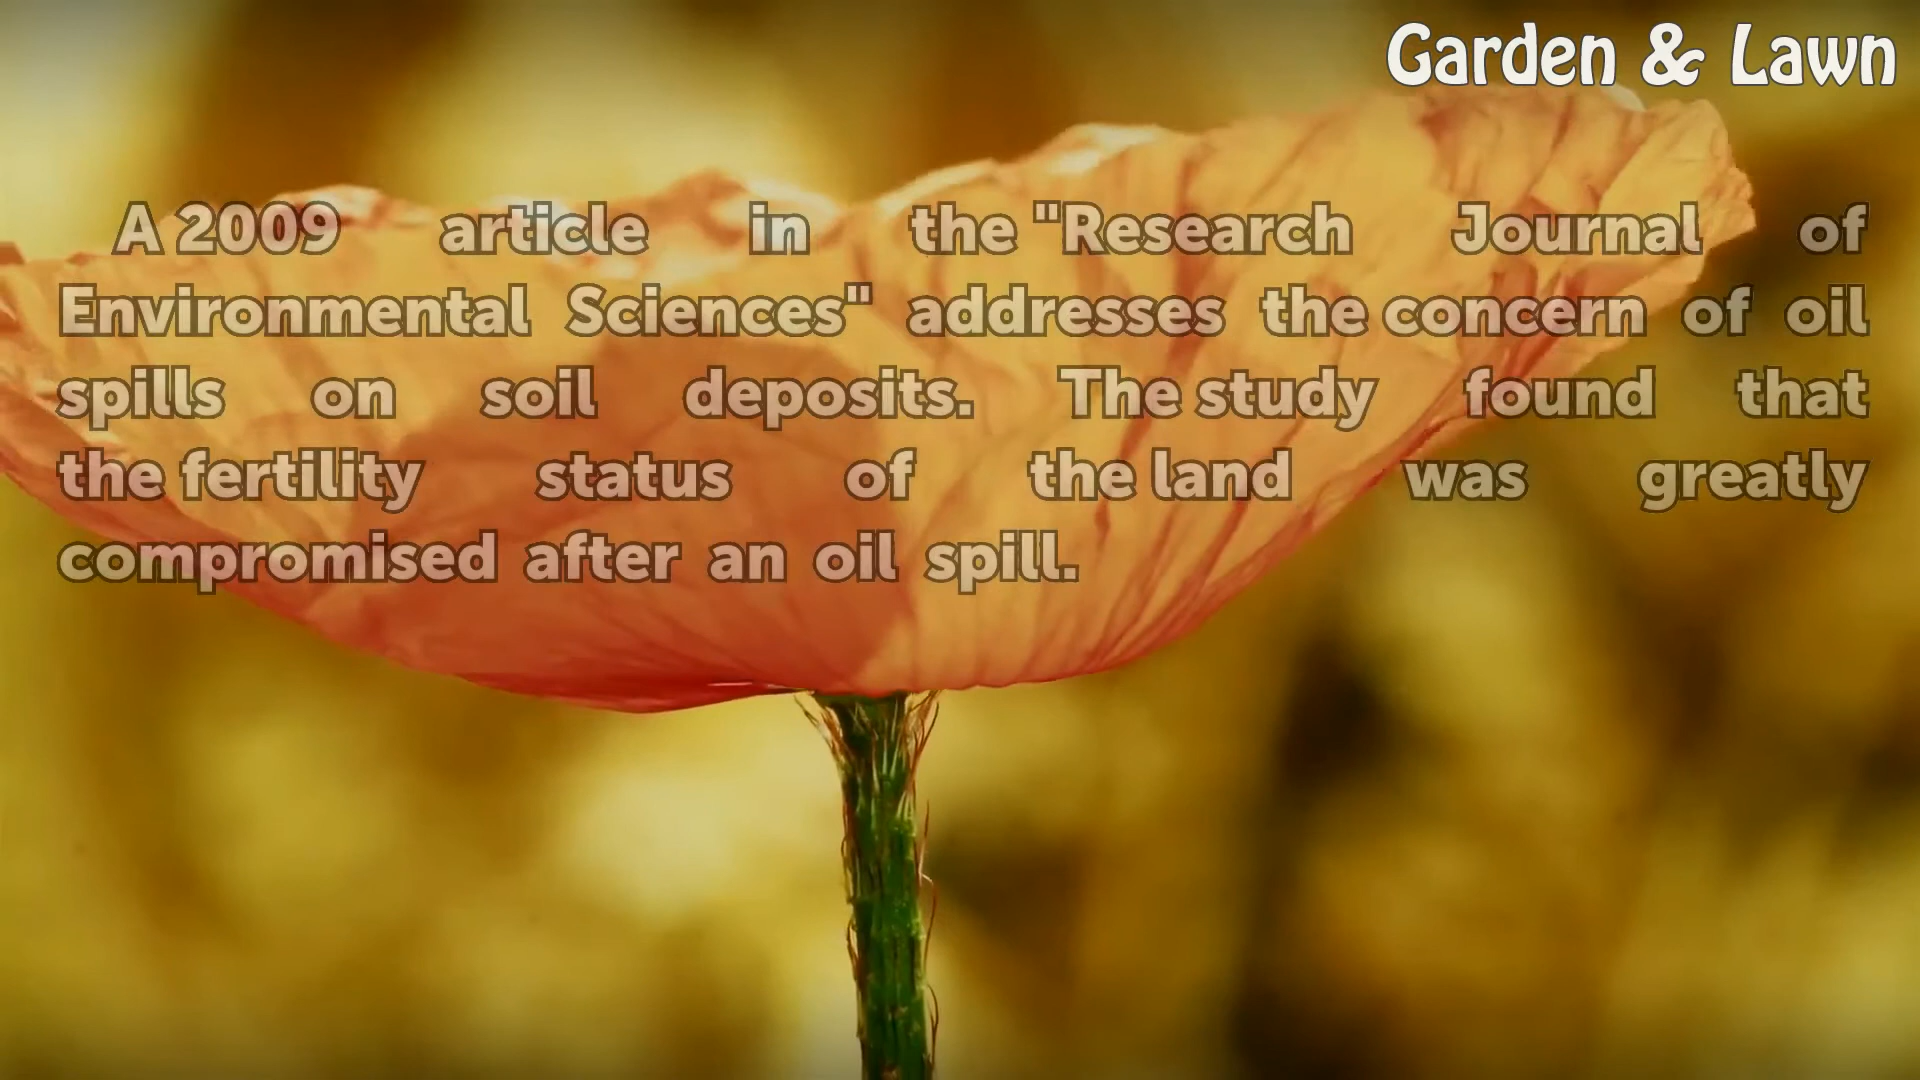 Garden & Lawn
A 2009 article in the "Research Journal of
Environmental Sciences" addresses the concern of oil
spills on soil deposits. The study found that
the fertility status of the land was greatly
compromised after an oil spill.